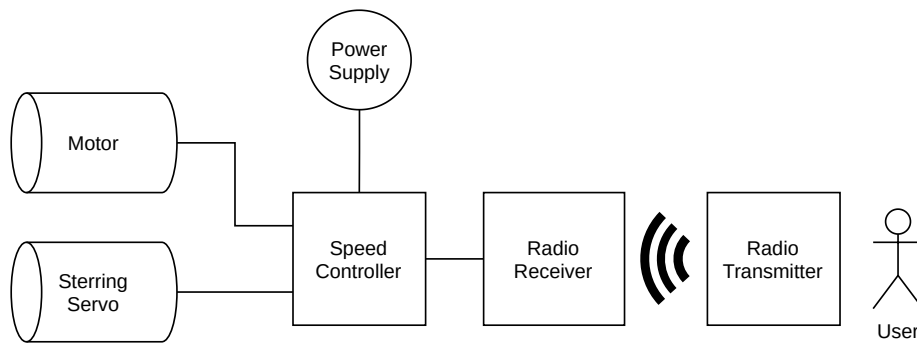 Power
Supply
Motor
Speed
Controller
Radio
Receiver
Radio
Transmitter
Sterring
Servo
User